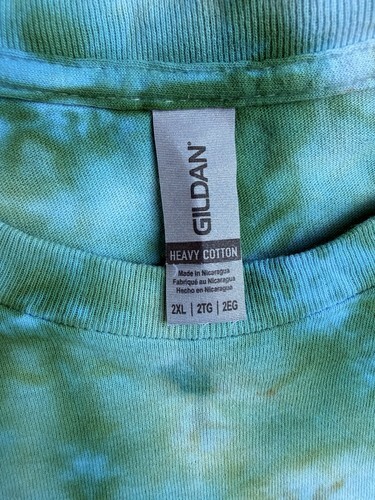 GILDAN®
HEAVY COTTON
Made in Nicaragua
Fabriqué au Nicaragua
Hecho en Nicaragua
2XL | 2TG | 2EG